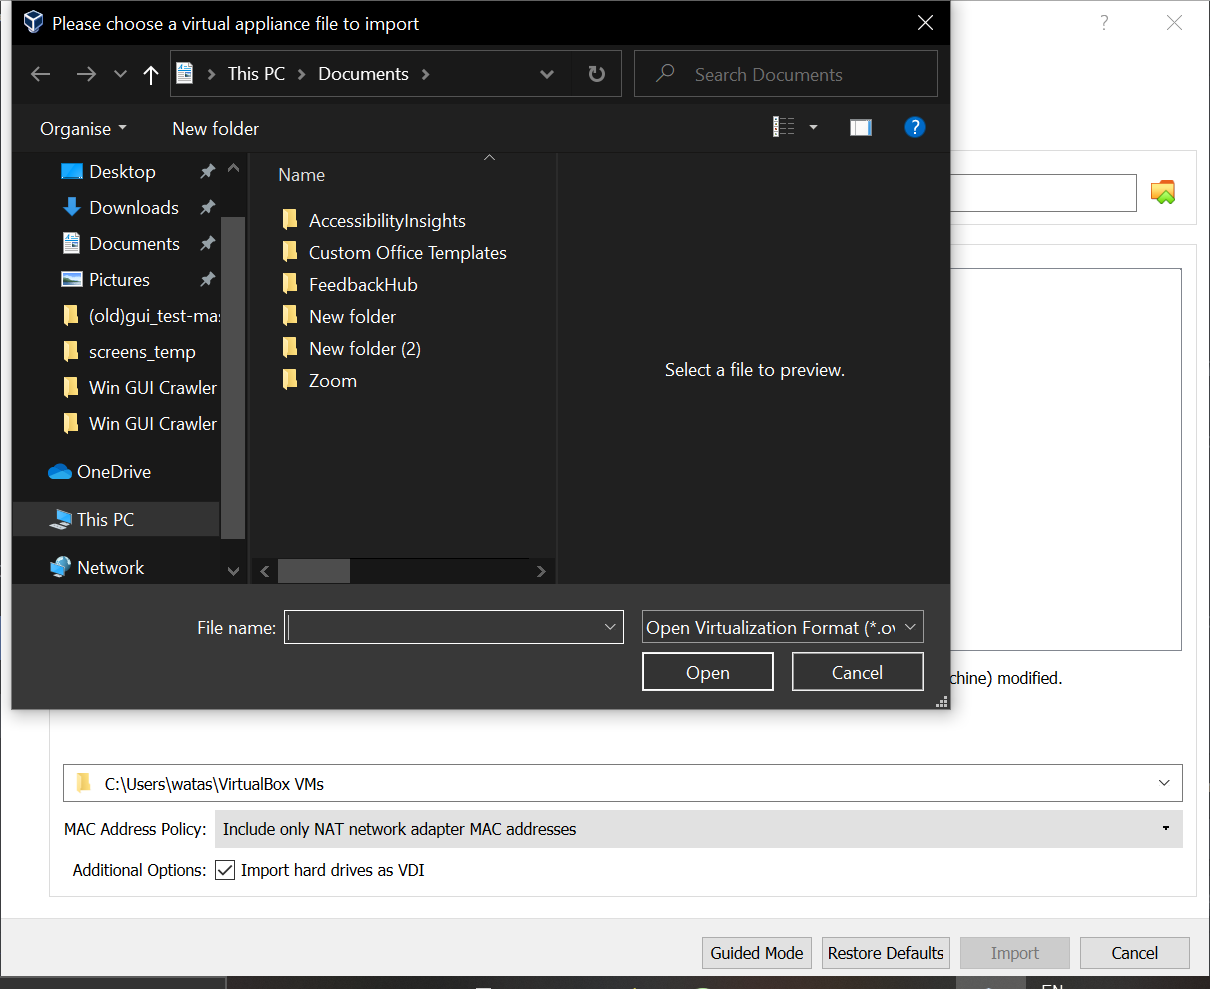 Please choose a virtual appliance file to import
?
This PC
Documents
Search Documents
Organise
New folder
?
Desktop
Downloads
Documents
Pictures
(old)gui_test-mas
screens_temp
Win GUI Crawler
Win GUI Crawler
OneDrive
This PC
Network
Name
AccessibilityInsights
Custom Office Templates
FeedbackHub
New folder
New folder (2)
Zoom
Select a file to preview.
File name:
Open Virtualization Format (*.ov
Open
Cancel
chine) modified.
C:\Users\watas\VirtualBox VMs
MAC Address Policy:
Include only NAT network adapter MAC addresses
Additional Options:
Import hard drives as VDI
Guided Mode
Restore Defaults
Import
Cancel